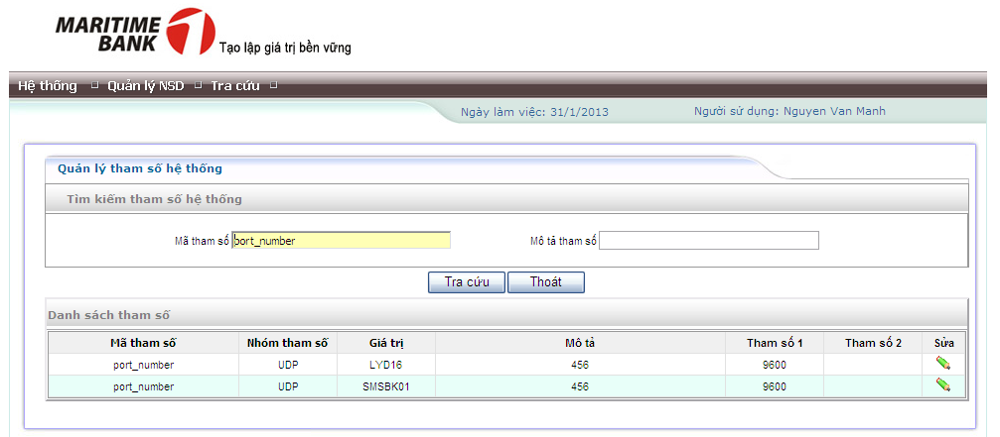 MARITIME
BANK
Tạo lập giá trị bền vững
Hệ thống Quản lý NSD Tra cứu
Ngày làm việc: 31/1/2013 Người sử dụng: Nguyen Van Manh
Quản lý tham số hệ thống
Tìm kiếm tham số hệ thống
Mã tham số port_number Mô tả tham số
Tra cứu Thoát
Danh sách tham số
Mã tham số Nhóm tham số Giá trị Mô tả Tham số 1 Tham số 2 Sửa
port_number UDP LYD16 456 9600
port_number UDP SMSBK01 456 9600